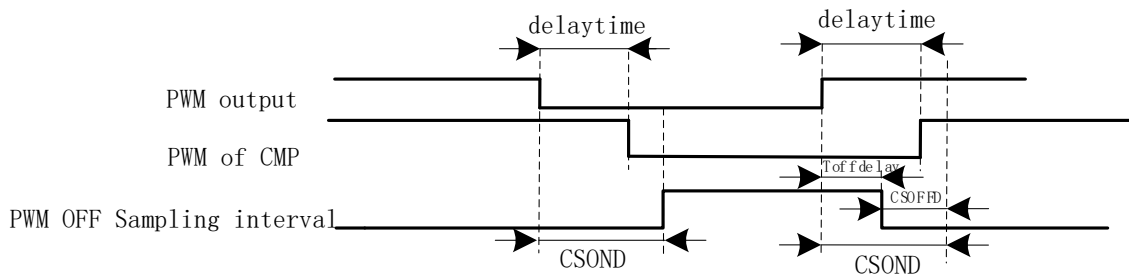 delaytime
delaytime
PWM output
PWM of CMP
Toffdelay
CSOFFD
PWM OFF Sampling interval
CSOND
CSOND